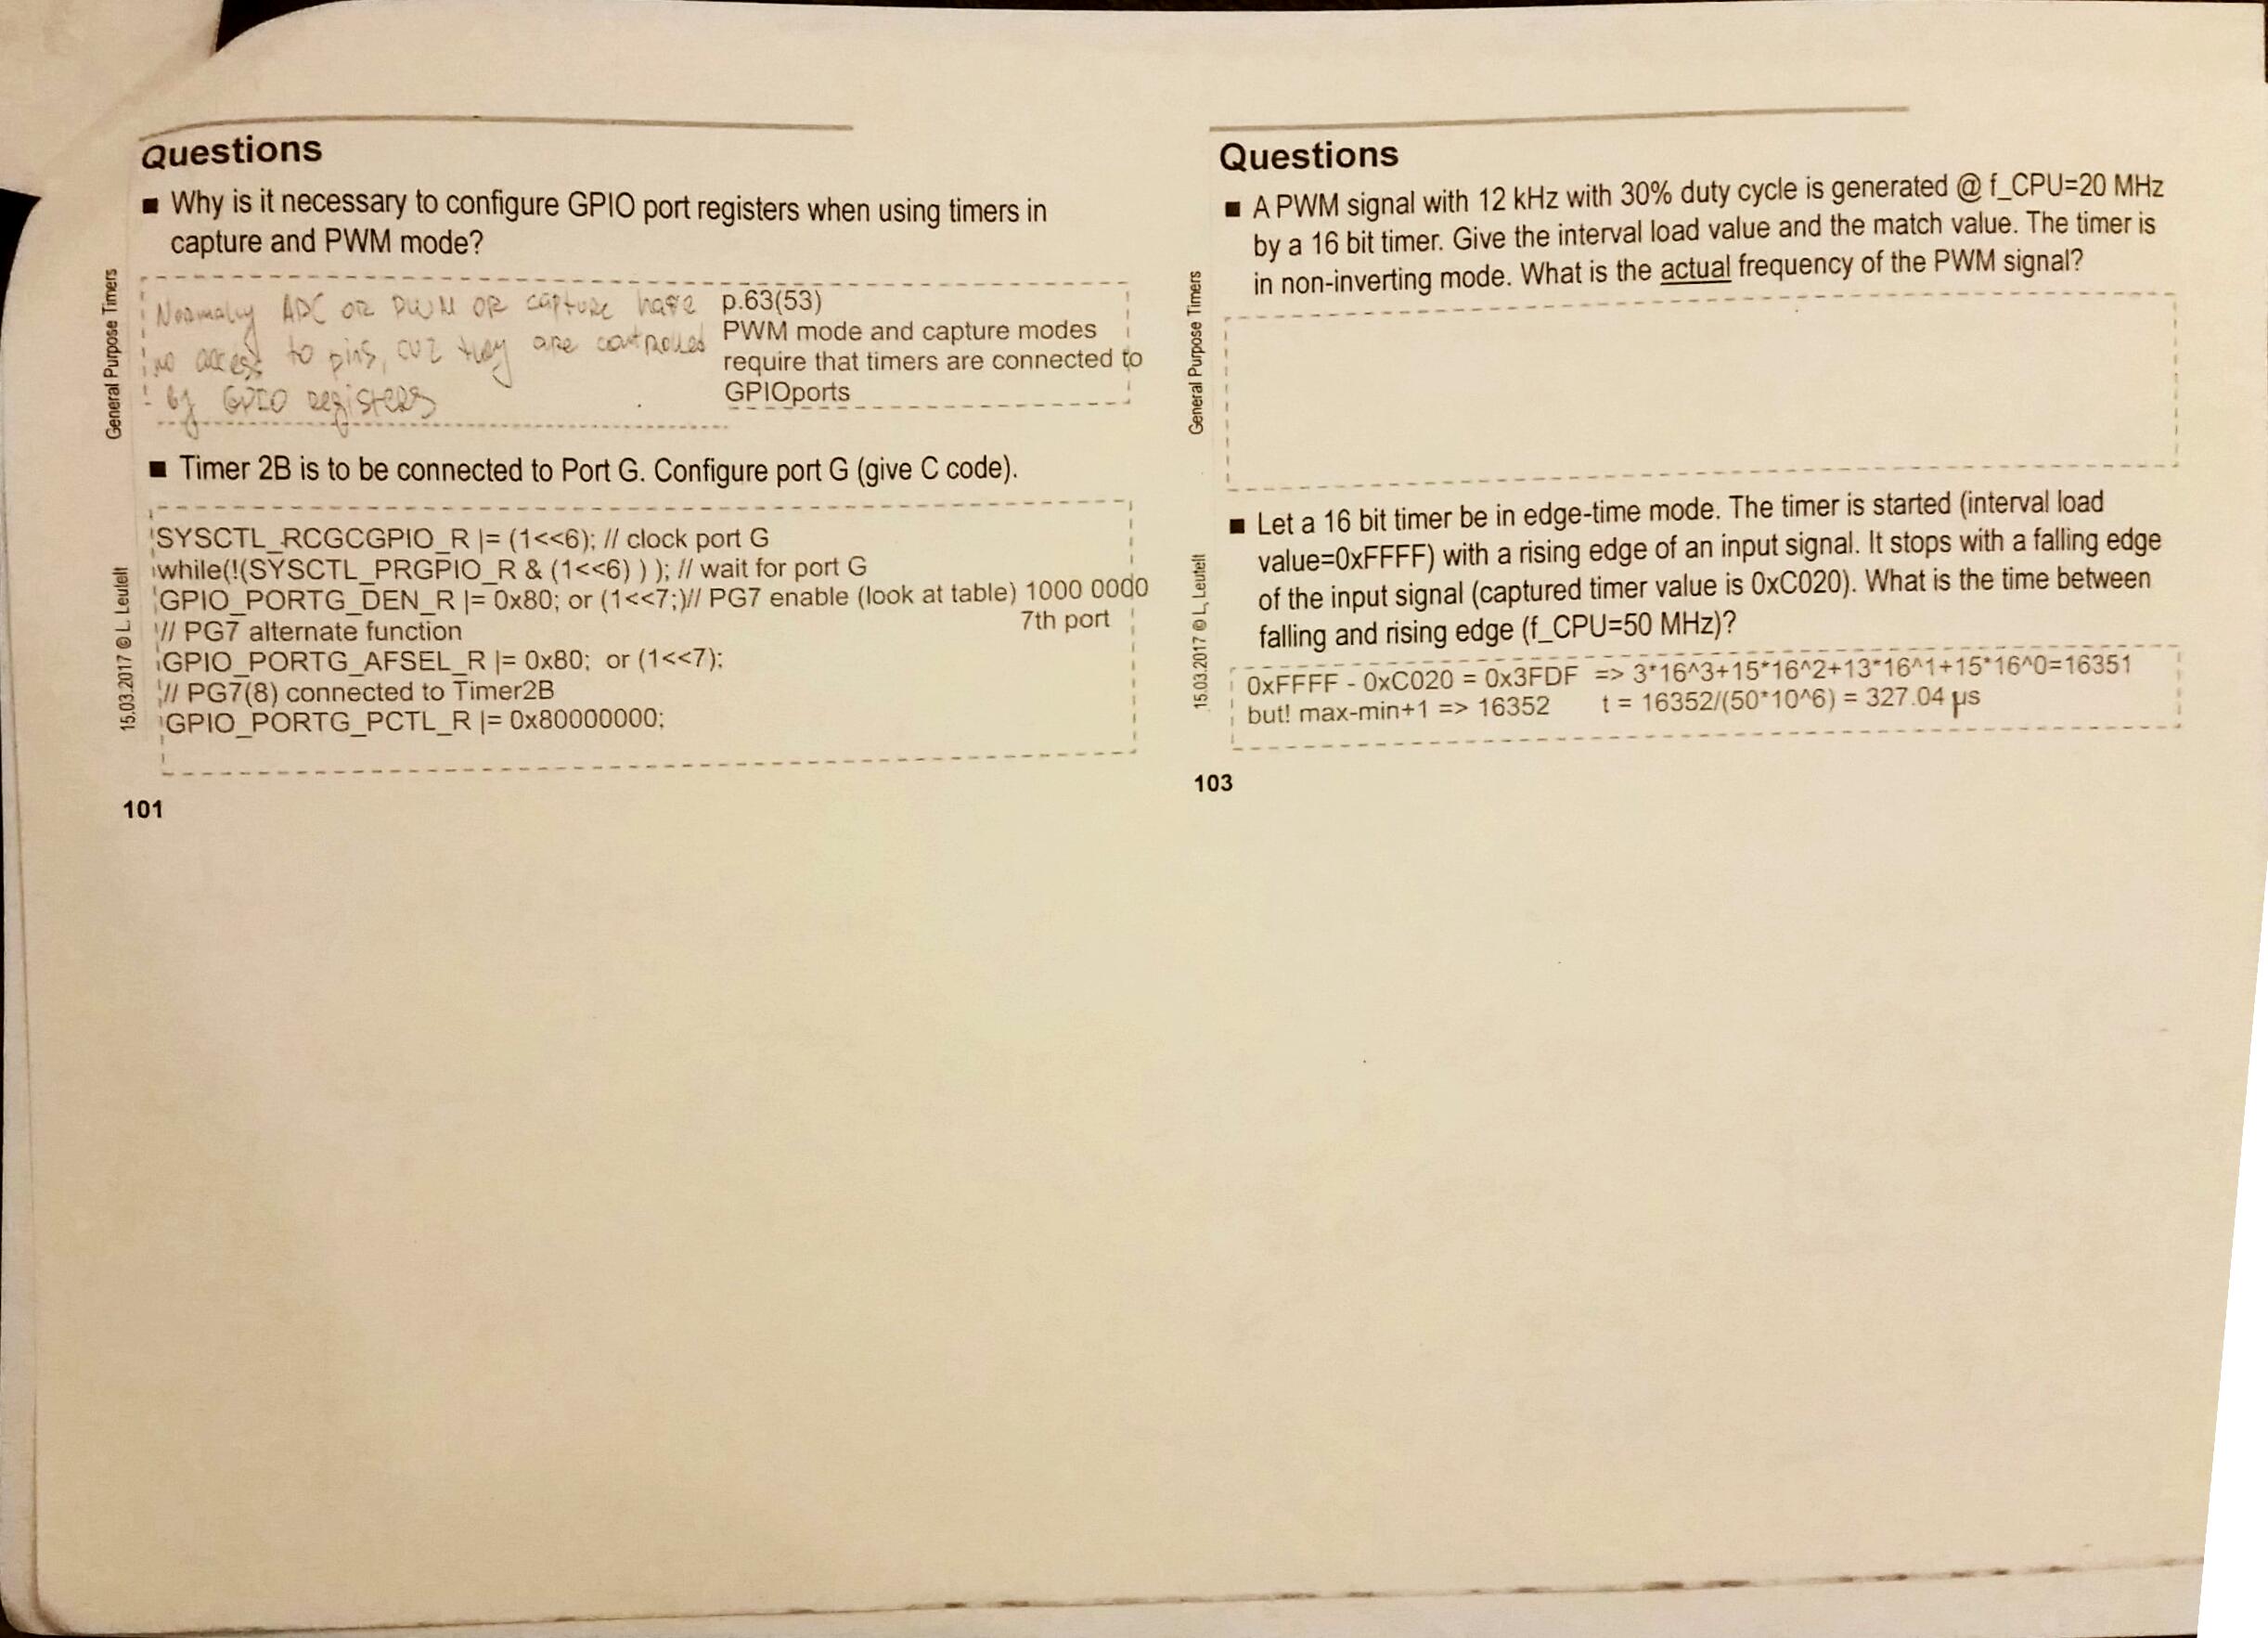 Questions
■ Why is it necessary to configure GPIO port registers when using timers in
capture and PWM mode?
Normally ADC or PWM or capture have
no access to pins, cuz they are controlled
by GPIO registers
p.63(53)
PWM mode and capture modes
require that timers are connected to
GPIOports
■ Timer 2B is to be connected to Port G. Configure port G (give C code).
SYSCTL_RCGCGPIO_R |= (1<<6); // clock port G
while(!(SYSCTL_PRGPIO_R & (1<<6) ) ); // wait for port G
GPIO_PORTG_DEN_R |= 0x80; or (1<<7;)// PG7 enable (look at table) 1000 0000
7th port
// PG7 alternate function
GPIO_PORTG_AFSEL_R |= 0x80; or (1<<7);
// PG7(8) connected to Timer2B
GPIO_PORTG_PCTL_R |= 0x80000000;
General Purpose Timers
15.03.2017 © L. Leutelt
101
Questions
■ A PWM signal with 12 kHz with 30% duty cycle is generated @ f_CPU=20 MHz
by a 16 bit timer. Give the interval load value and the match value. The timer is
in non-inverting mode. What is the actual frequency of the PWM signal?
■ Let a 16 bit timer be in edge-time mode. The timer is started (interval load
value=0xFFFF) with a rising edge of an input signal. It stops with a falling edge
of the input signal (captured timer value is 0xC020). What is the time between
falling and rising edge (f_CPU=50 MHz)?
0xFFFF - 0xC020 = 0x3FDF => 3*16^3+15*16^2+13*16^1+15*16^0=16351
but! max-min+1 => 16352 t = 16352/(50*10^6) = 327.04 µs
General Purpose Timers
15.03.2017 © L. Leutelt
103